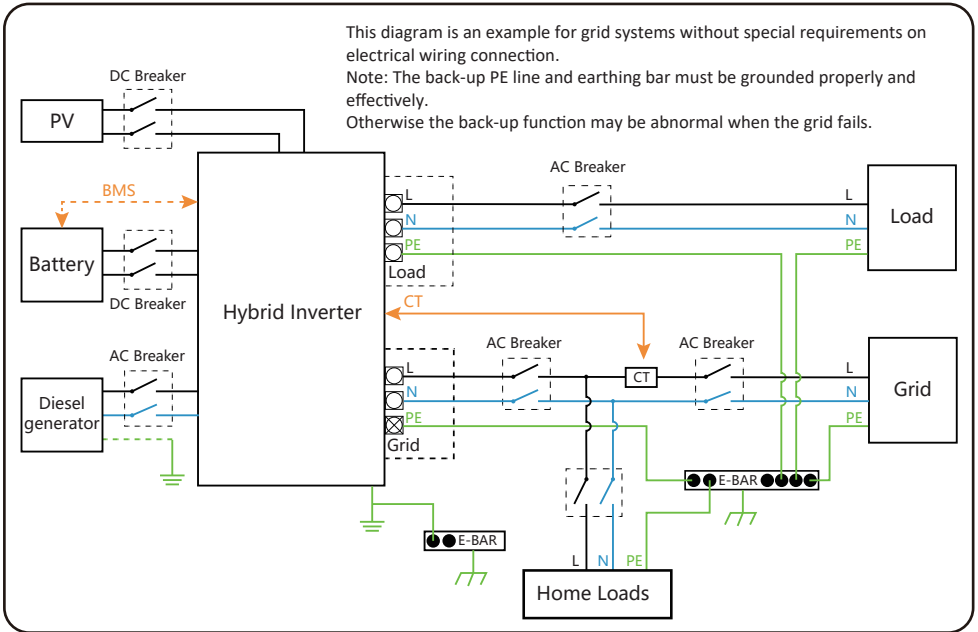 This diagram is an example for grid systems without special requirements on
electrical wiring connection.
Note: The back-up PE line and earthing bar must be grounded properly and
effectively.
Otherwise the back-up function may be abnormal when the grid fails.
DC Breaker
PV
BMS
Battery
DC Breaker
AC Breaker
Diesel
generator
Hybrid Inverter
L
N
PE
Load
AC Breaker
L
N
PE
Load
CT
L
N
PE
Grid
AC Breaker
CT
AC Breaker
L
N
PE
Grid
E-BAR
E-BAR
L
N
PE
Home Loads